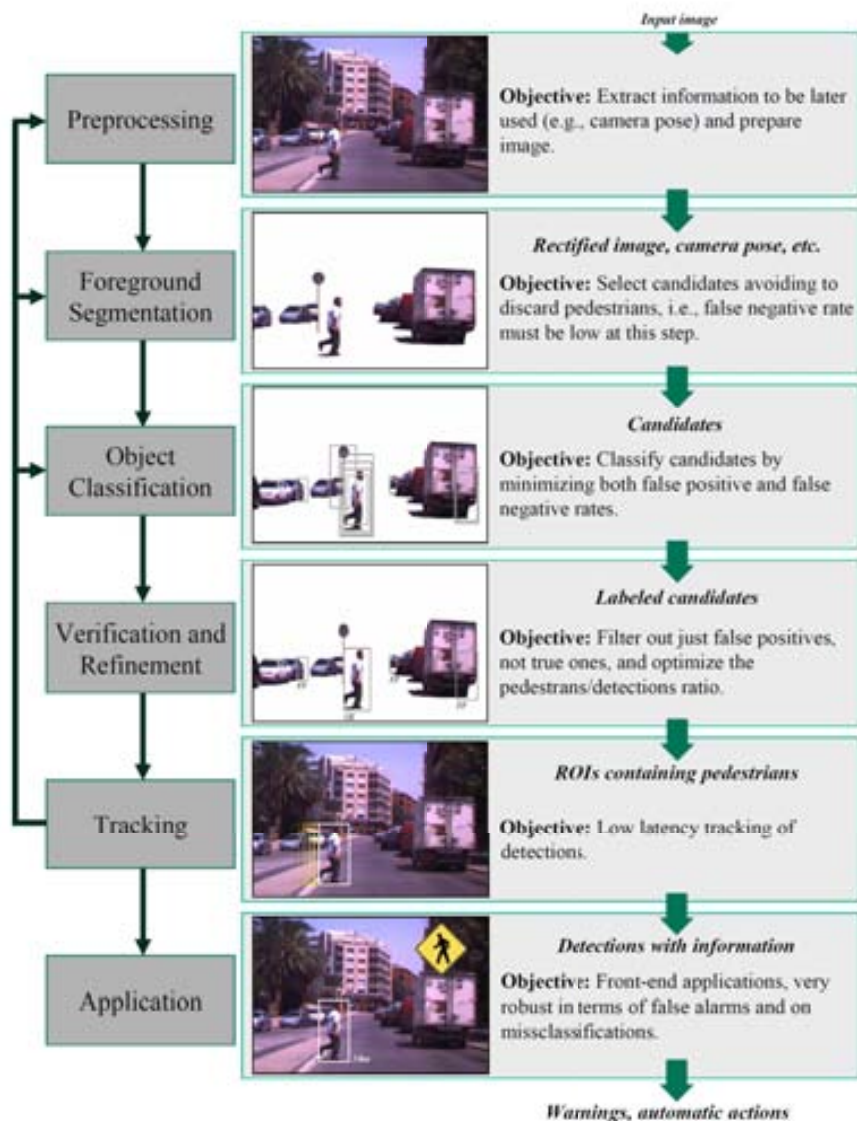 Input image
Preprocessing
Objective: Extract information to be later
used (e.g., camera pose) and prepare
image.
Rectified image, camera pose, etc.
Foreground
Segmentation
Objective: Select candidates avoiding to
discard pedestrians, i.e., false negative rate
must be low at this step.
Candidates
Object
Classification
Objective: Classify candidates by
minimizing both false positive and false
negative rates.
Labeled candidates
Verification and
Refinement
Objective: Filter out just false positives,
not true ones, and optimize the
pedestrans/detections ratio.
ROIs containing pedestrians
Tracking
Objective: Low latency tracking of
detections.
Detections with information
Application
Objective: Front-end applications, very
robust in terms of false alarms and on
missclassifications.
Warnings, automatic actions